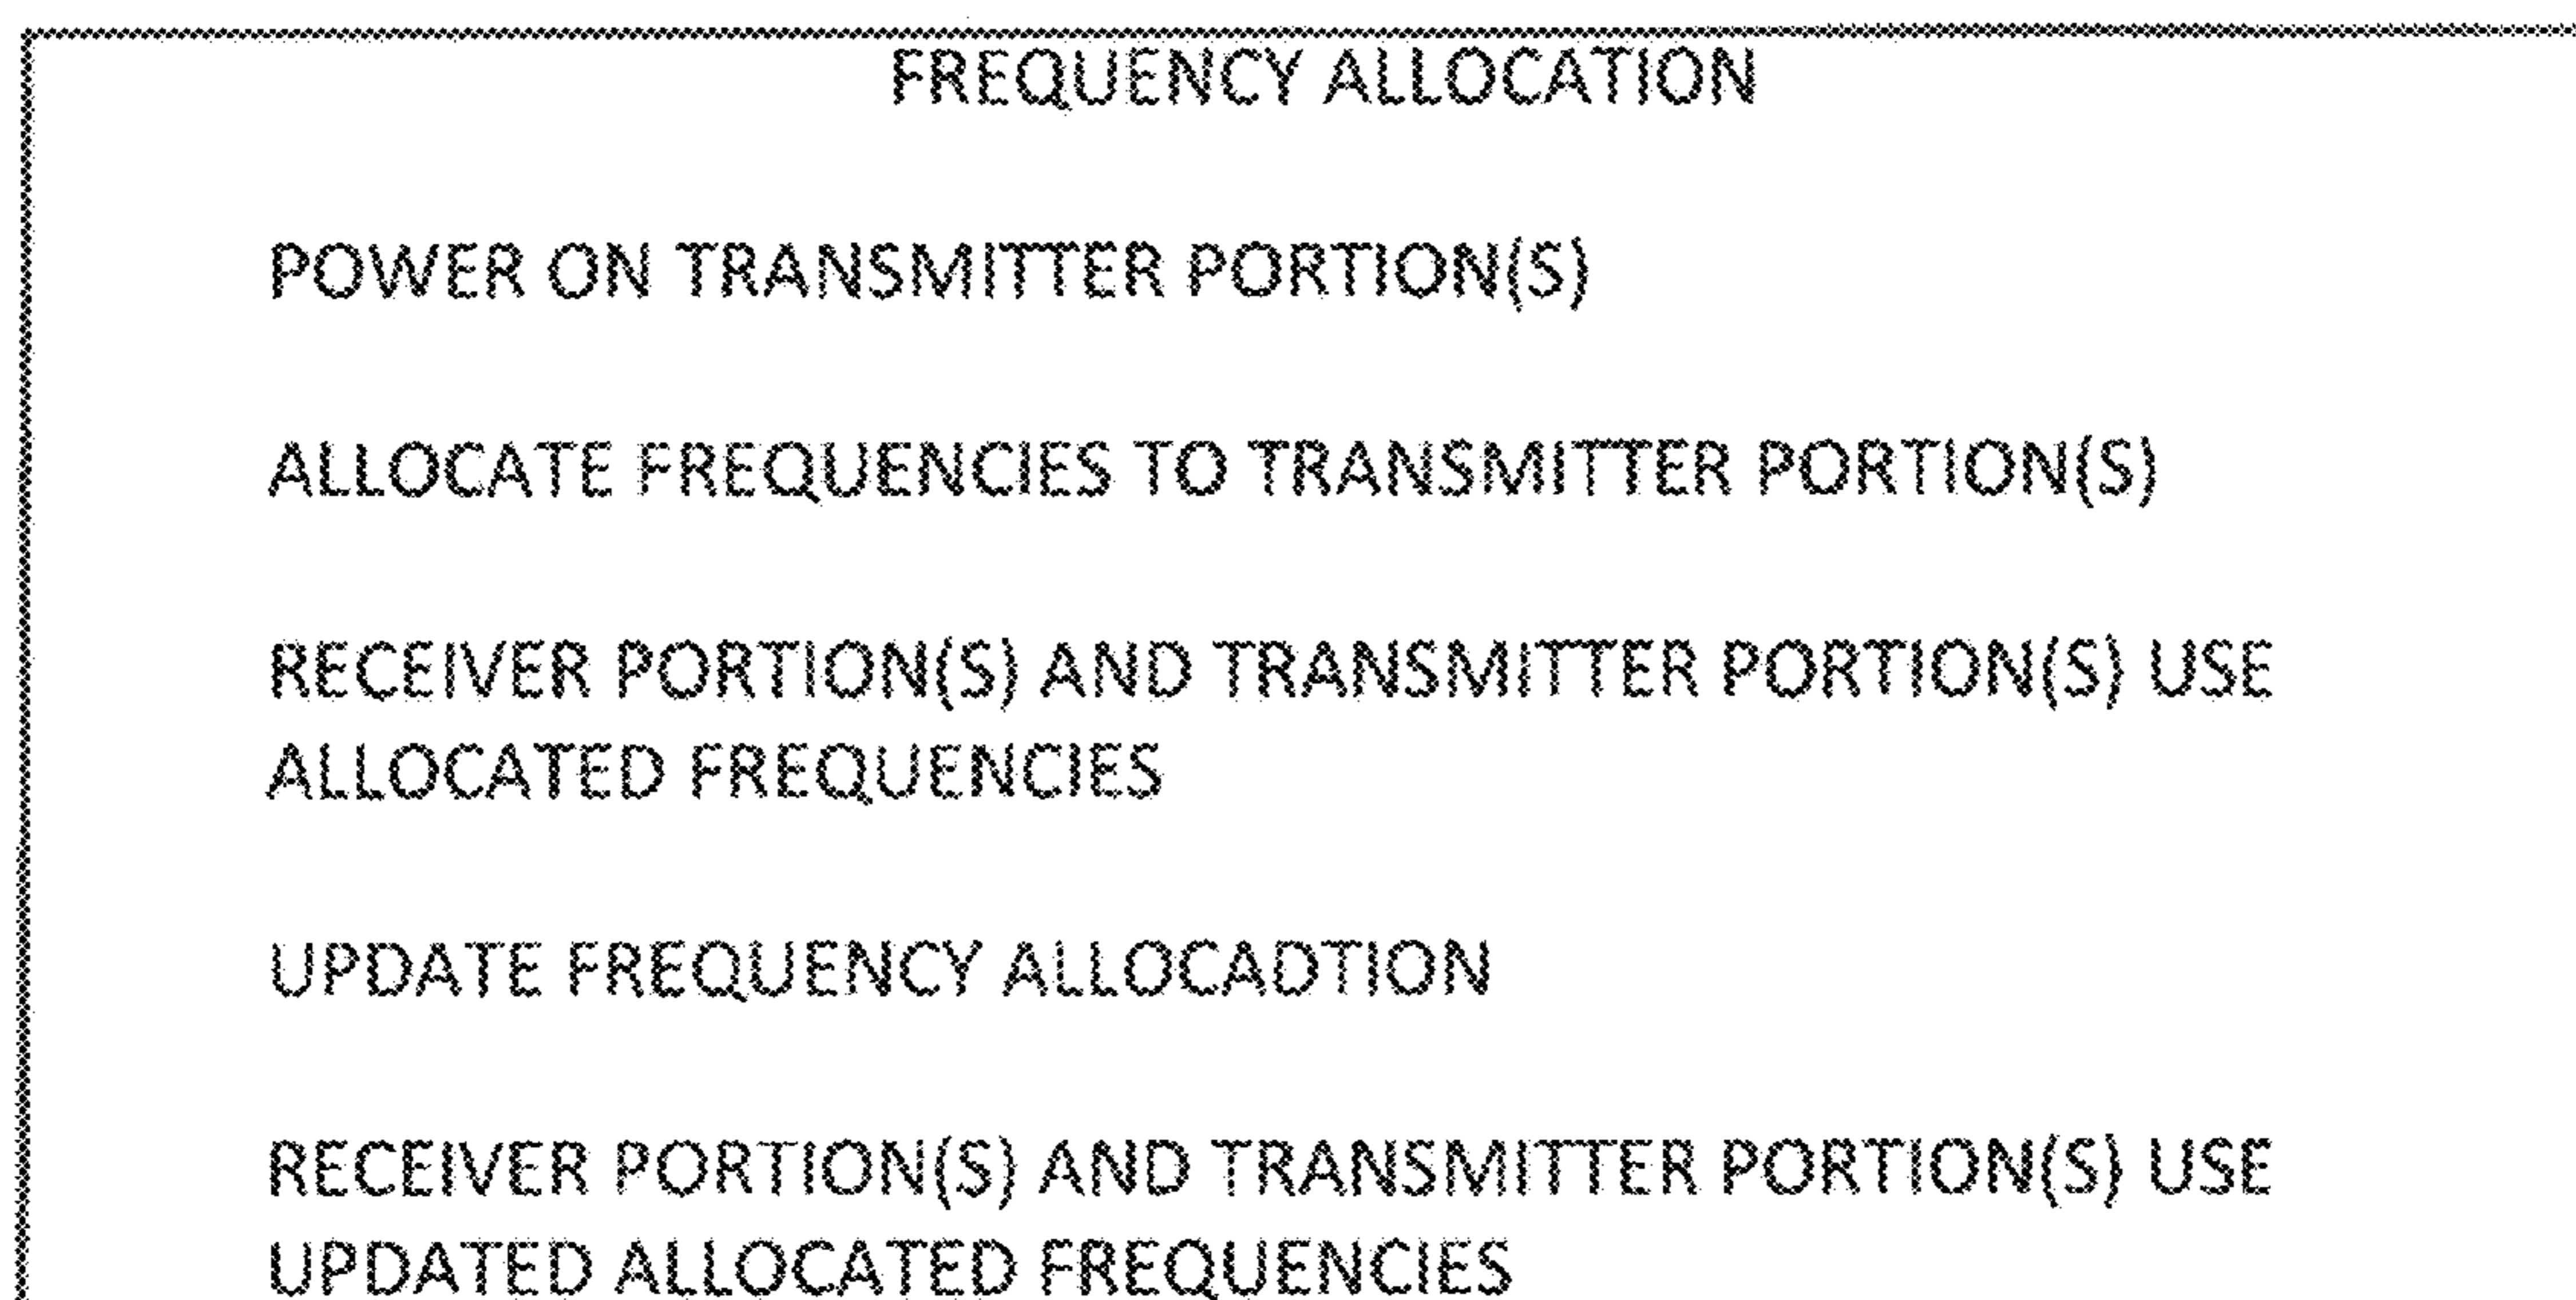 FREQUENCY ALLOCATION
POWER ON TRANSMITTER PORTION(S)
ALLOCATE FREQUENCIES TO TRANSMITTER PORTION(S)
RECEIVER PORTION(S) AND TRANSMITTER PORTION(S) USE
ALLOCATED FREQUENCIES
UPDATE FREQUENCY ALLOCADTION
RECEIVER PORTION(S) AND TRANSMITTER PORTION(S) USE
UPDATED ALLOCATED FREQUENCIES